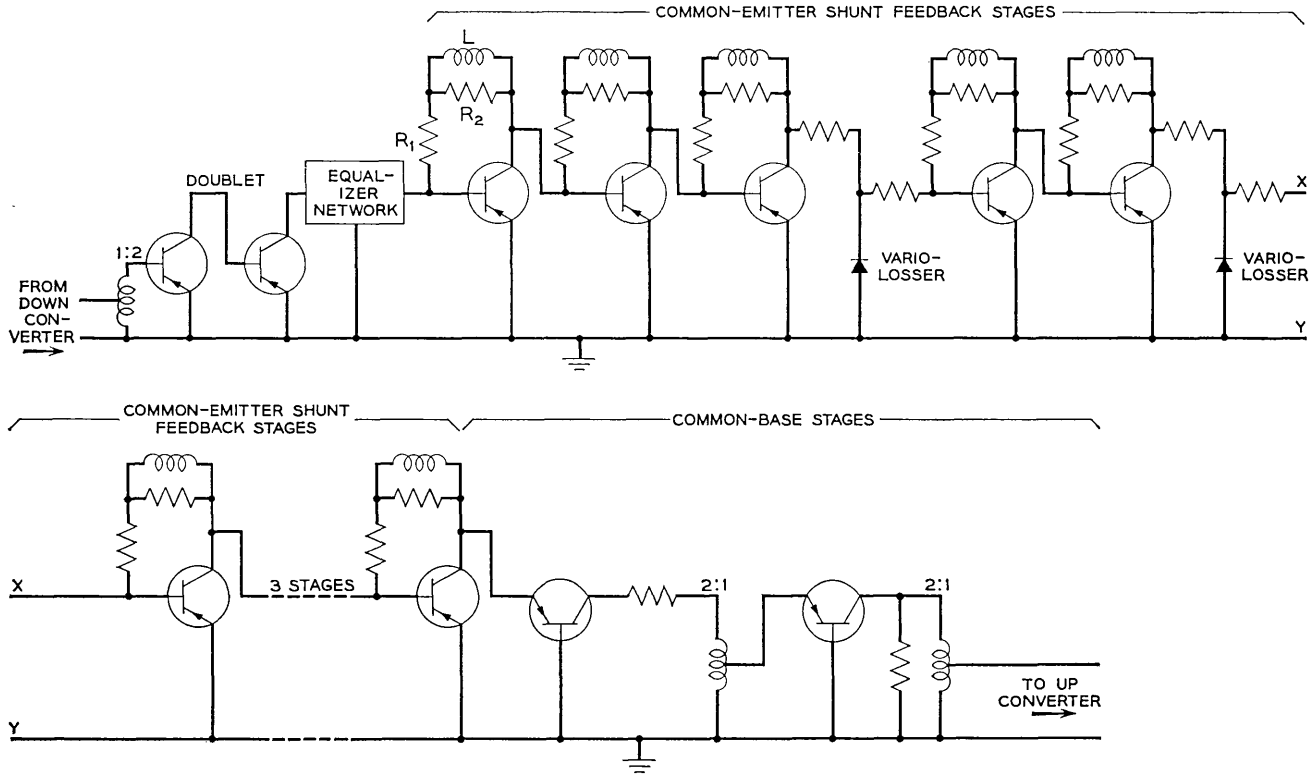 COMMON-EMITTER SHUNT FEEDBACK STAGES
L
R2
R1
DOUBLET
EQUAL-
IZER
NETWORK
1:2
FROM
DOWN
CON-
VERTER
VARIO-
LOSSER
X
VARIO-
LOSSER
Y
COMMON-EMITTER SHUNT
FEEDBACK STAGES
COMMON-BASE STAGES
X
3 STAGES
2:1
2:1
TO UP
CONVERTER
Y